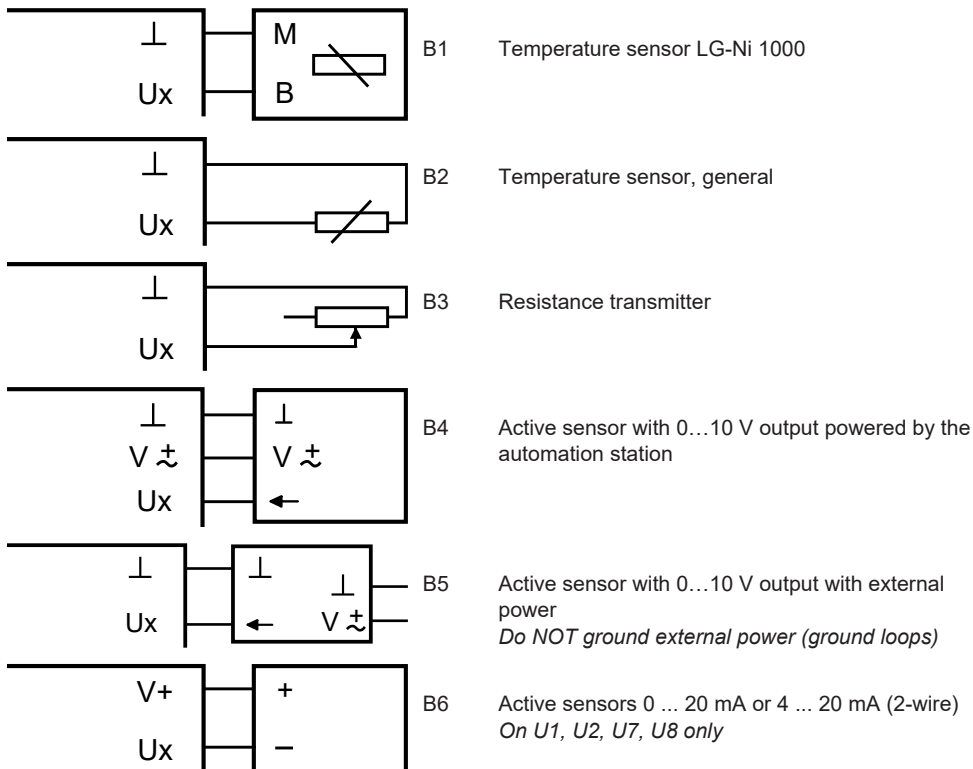 ⊥ M B1 Temperature sensor LG-Ni 1000
Ux B
⊥ B2 Temperature sensor, general
Ux
⊥ B3 Resistance transmitter
Ux
⊥ ⊥ B4 Active sensor with 0…10 V output powered by the
V ≂ V ≂ automation station
Ux
⊥ ⊥ ⊥ B5 Active sensor with 0…10 V output with external
power
Ux V ≂ Do NOT ground external power (ground loops)
V+ + B6 Active sensors 0 ... 20 mA or 4 ... 20 mA (2-wire)
On U1, U2, U7, U8 only
Ux –